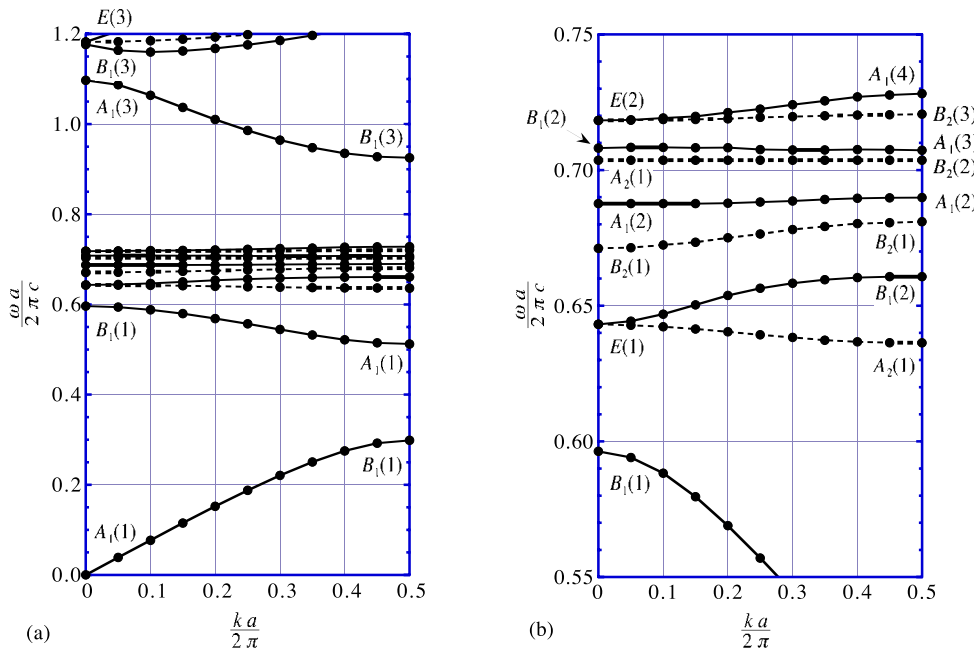 E(3)
1.2
B₁(3)
A₁(3)
1.0
B₁(3)
0.8
ωa
2πc
0.6
B₁(1)
A₁(1)
0.4
B₁(1)
0.2
A₁(1)
0.0
0 0.1 0.2 0.3 0.4 0.5
ka
2π
(a)
0.75
A₁(4)
E(2)
B₁(2)
B₂(3)
A₁(3)
0.70
B₂(2)
A₂(1)
A₁(2)
A₁(2)
B₂(1)
B₂(1)
ωa
2πc
0.65
B₁(2)
E(1)
A₂(1)
0.60
B₁(1)
0.55
0 0.1 0.2 0.3 0.4 0.5
ka
2π
(b)